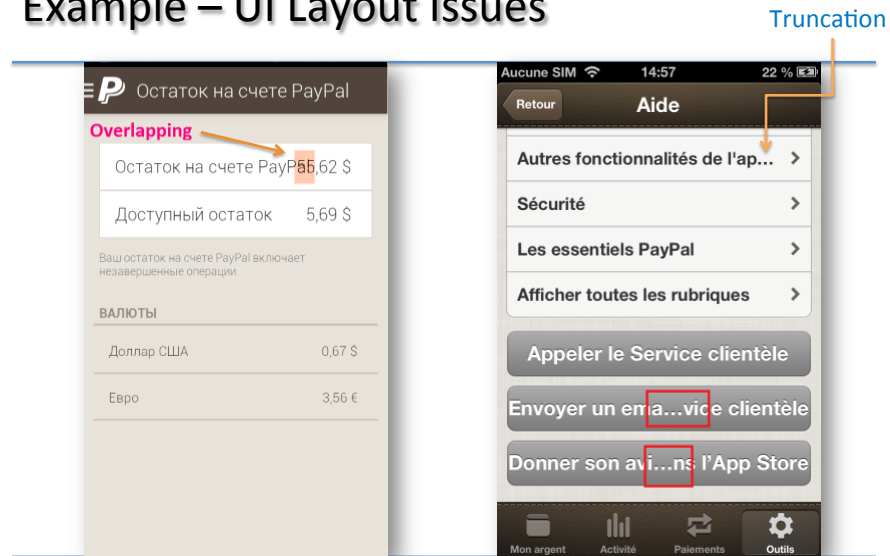 Example – UI Layout Issues
Truncation
Остаток на счете PayPal
Overlapping
Остаток на счете PayPal 5,62 $
Доступный остаток 5,69 $
Ваш остаток на счете PayPal включает
незавершенные операции.
ВАЛЮТЫ
Доллар США 0,67 $
Евро 3,56 €
Aucune SIM 14:57 22 %
Retour Aide
Autres fonctionnalités de l'ap...
Sécurité
Les essentiels PayPal
Afficher toutes les rubriques
Appeler le Service clientèle
Envoyer un ema...vice clientèle
Donner son avi...ns l’App Store
Mon argent Activité Paiements Outils